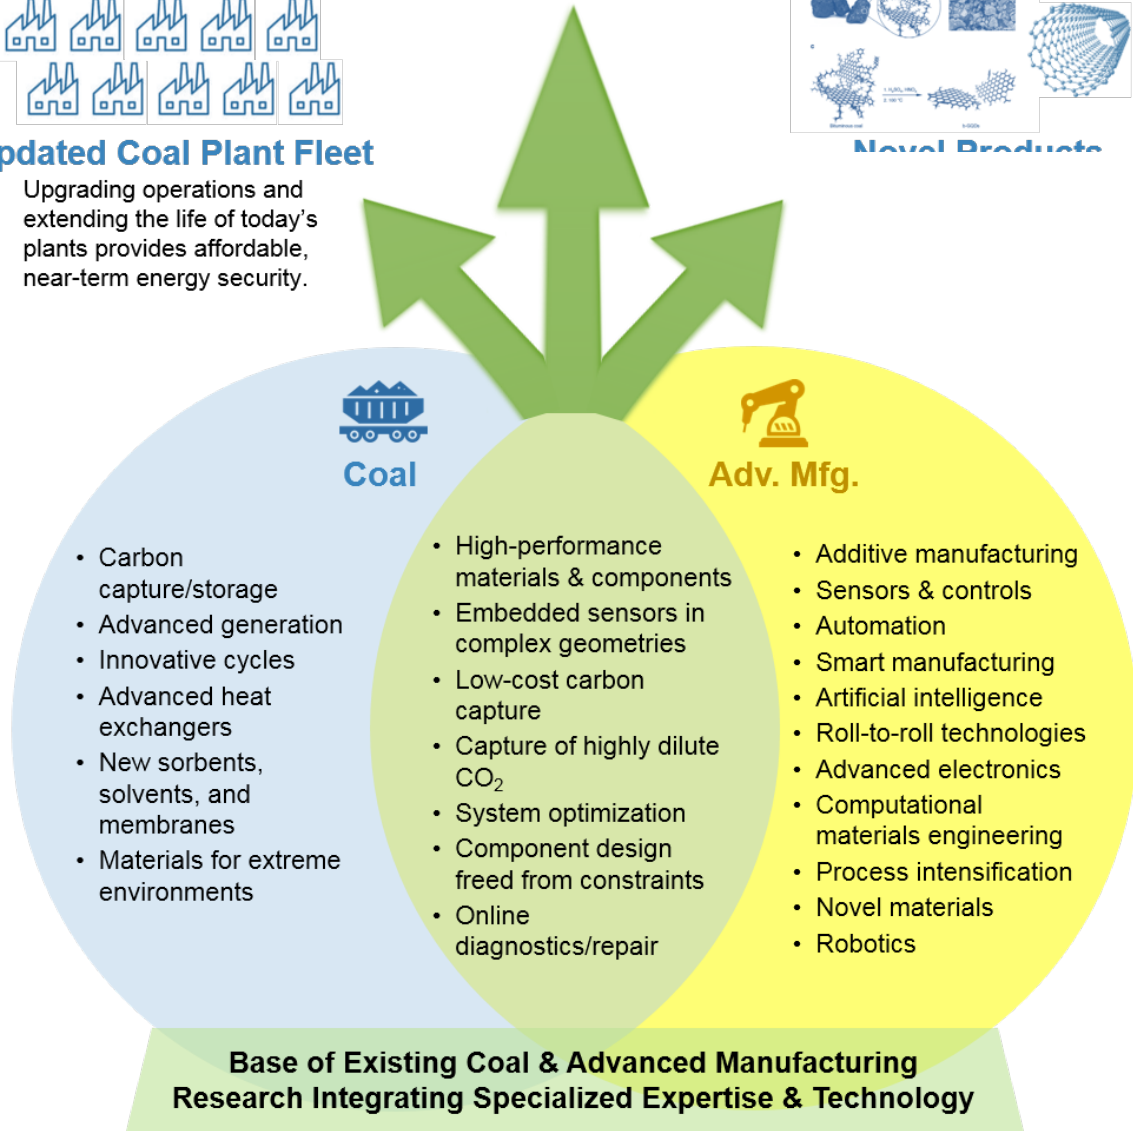 pdated Coal Plant Fleet
Upgrading operations and
extending the life of today's
plants provides affordable,
near-term energy security.
Novel Products
Coal
• Carbon
capture/storage
• Advanced generation
• Innovative cycles
• Advanced heat
exchangers
• New sorbents,
solvents, and
membranes
• Materials for extreme
environments
• High-performance
materials & components
• Embedded sensors in
complex geometries
• Low-cost carbon
capture
• Capture of highly dilute
CO₂
• System optimization
• Component design
freed from constraints
• Online
diagnostics/repair
Adv. Mfg.
• Additive manufacturing
• Sensors & controls
• Automation
• Smart manufacturing
• Artificial intelligence
• Roll-to-roll technologies
• Advanced electronics
• Computational
materials engineering
• Process intensification
• Novel materials
• Robotics
Base of Existing Coal & Advanced Manufacturing
Research Integrating Specialized Expertise & Technology